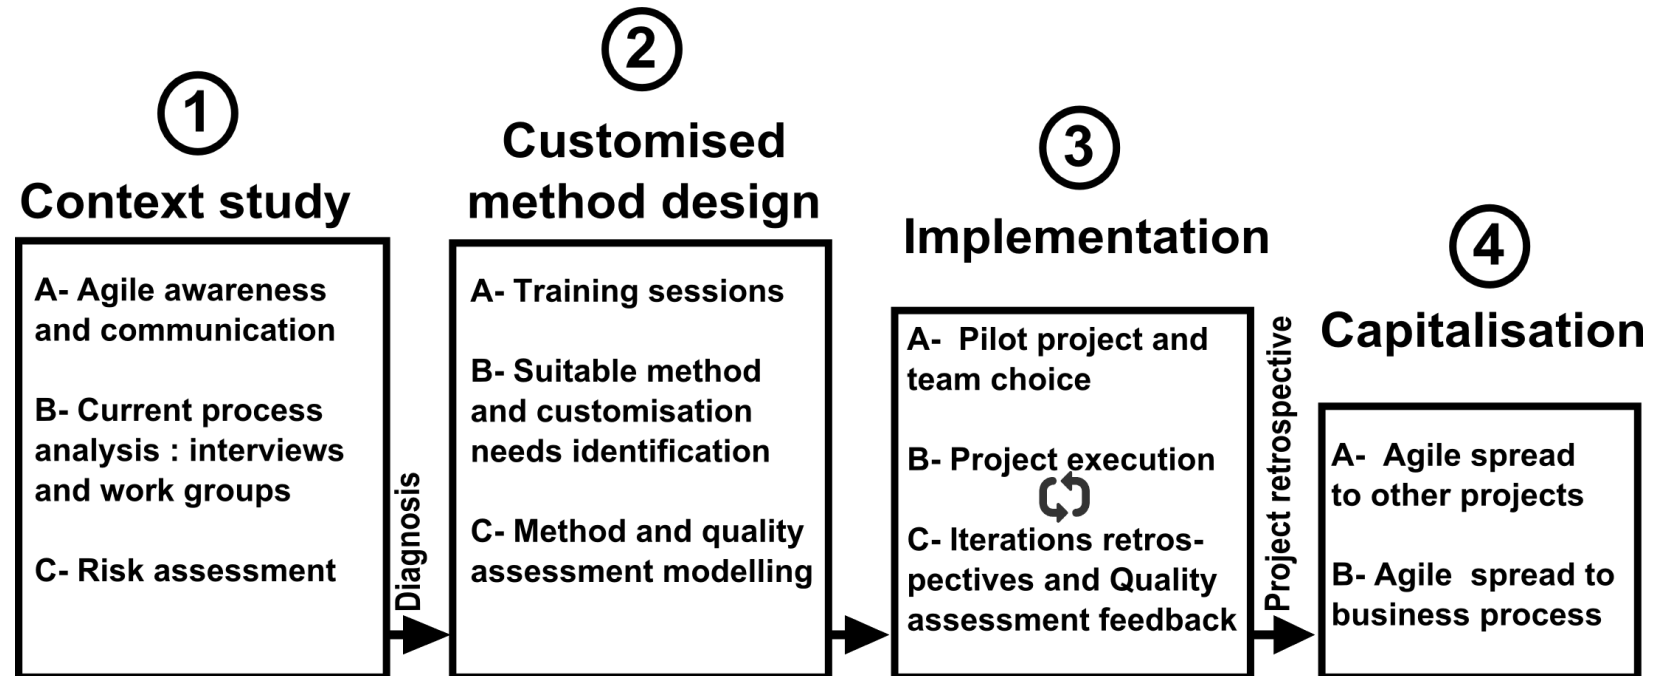 1
Context study
A- Agile awareness
and communication
B- Current process
analysis : interviews
and work groups
C- Risk assessment
Diagnosis
2
Customised
method design
A- Training sessions
B- Suitable method
and customisation
needs identification
C- Method and quality
assessment modelling
3
Implementation
A-  Pilot project and
team choice
B- Project execution
C- Iterations retros-
pectives and Quality
assessment feedback
Project retrospective
4
Capitalisation
A-  Agile spread
to other projects
B- Agile  spread to
business process